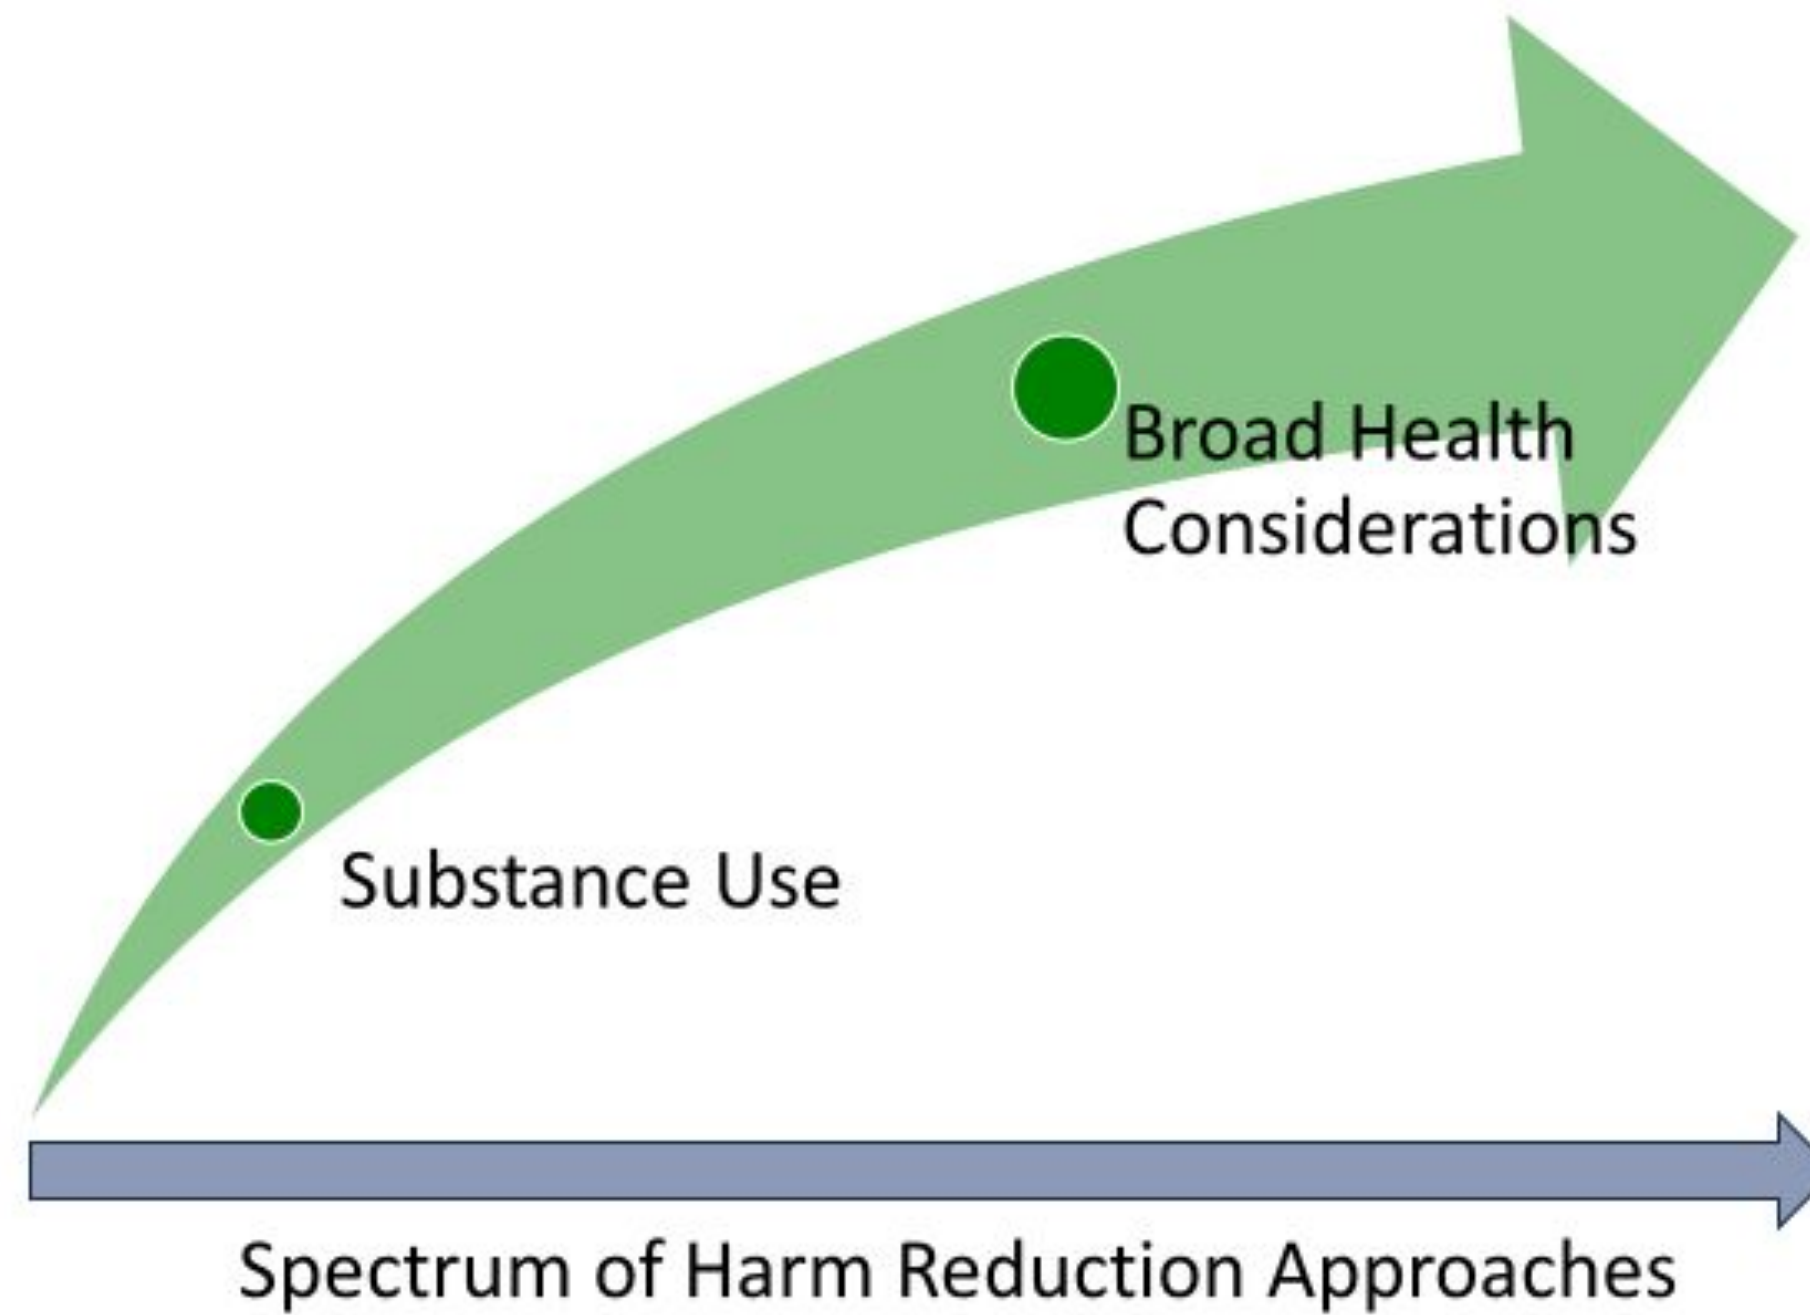 Broad Health
Considerations
Substance Use
Spectrum of Harm Reduction Approaches